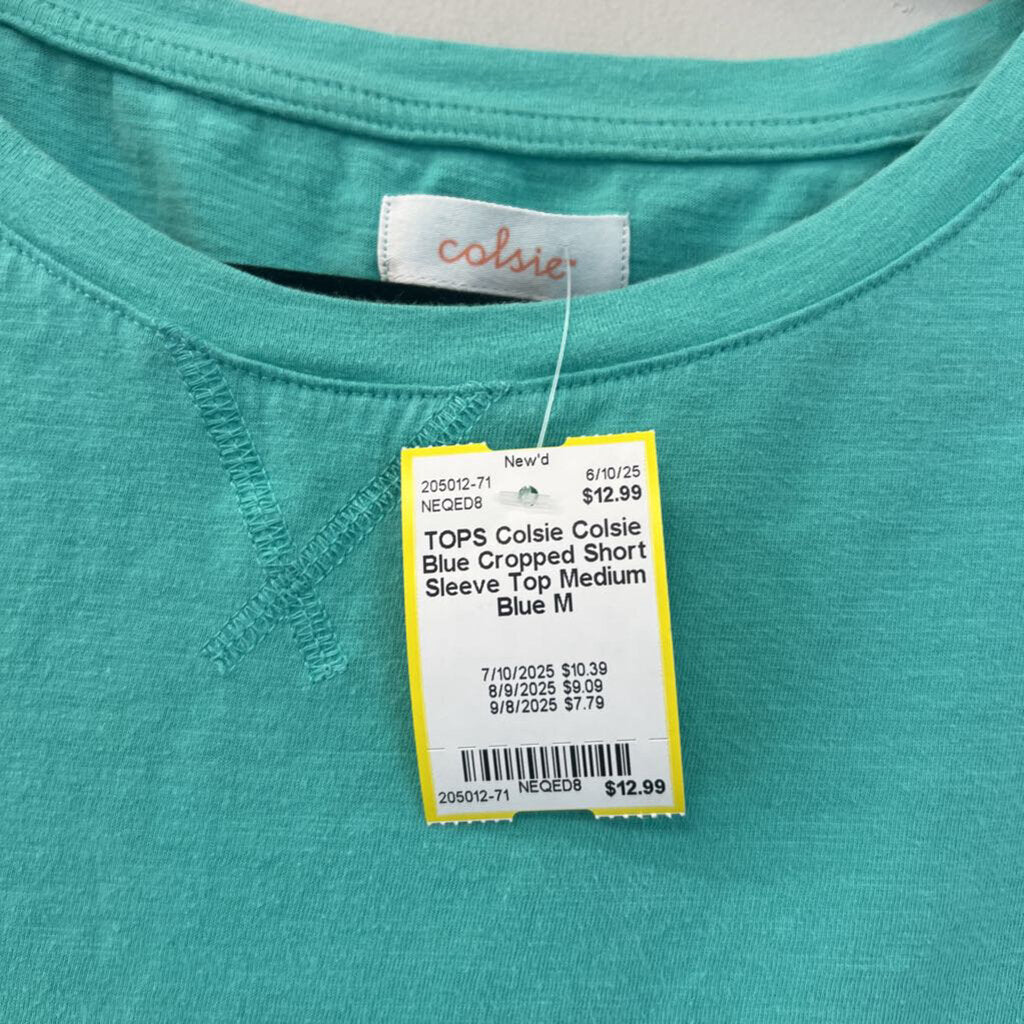 colsie
New'd
205012-71 6/10/25
NEQED8 $12.99
TOPS Colsie Colsie
Blue Cropped Short
Sleeve Top Medium
Blue M
7/10/2025 $10.39
8/9/2025 $9.09
9/8/2025 $7.79
205012-71 NEQED8 $12.99